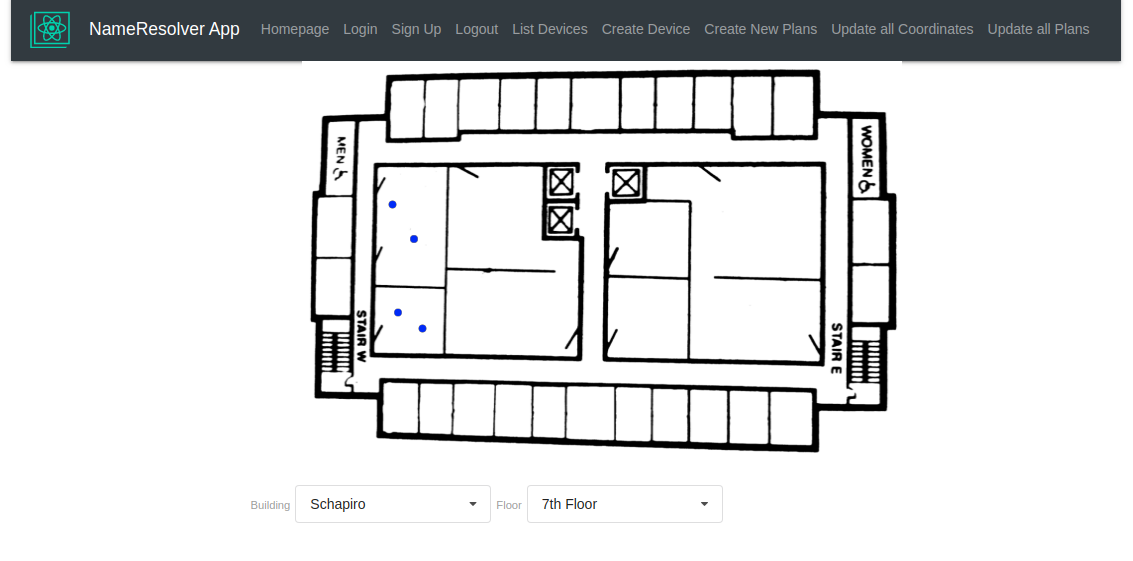 NameResolver App Homepage Login Sign Up Logout List Devices Create Device Create New Plans Update all Coordinates Update all Plans
MEN
WOMEN
STAIR W
STAIR E
Building Schapiro Floor 7th Floor